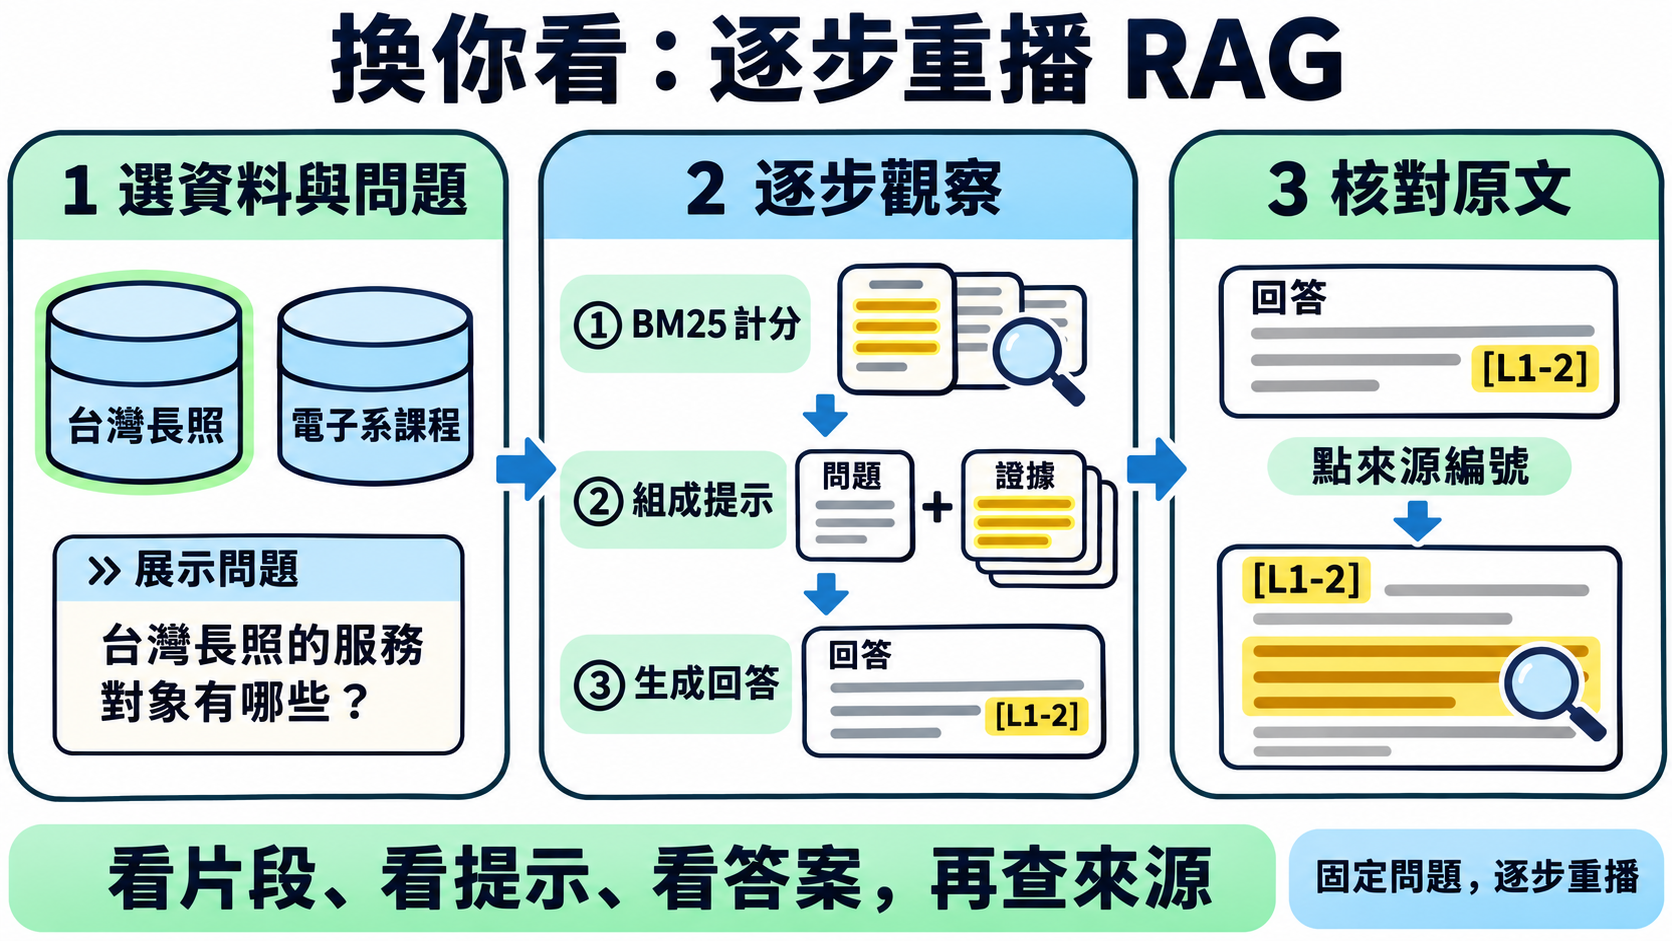 換你看：逐步重播 RAG
1 選資料與問題
台灣長照
電子系課程
» 展示問題
台灣長照的服務
對象有哪些？
2 逐步觀察
① BM25 計分
② 組成提示
問題
+
證據
③ 生成回答
回答
[L1-2]
3 核對原文
回答
[L1-2]
點來源編號
[L1-2]
看片段、看提示、看答案，再查來源
固定問題，逐步重播